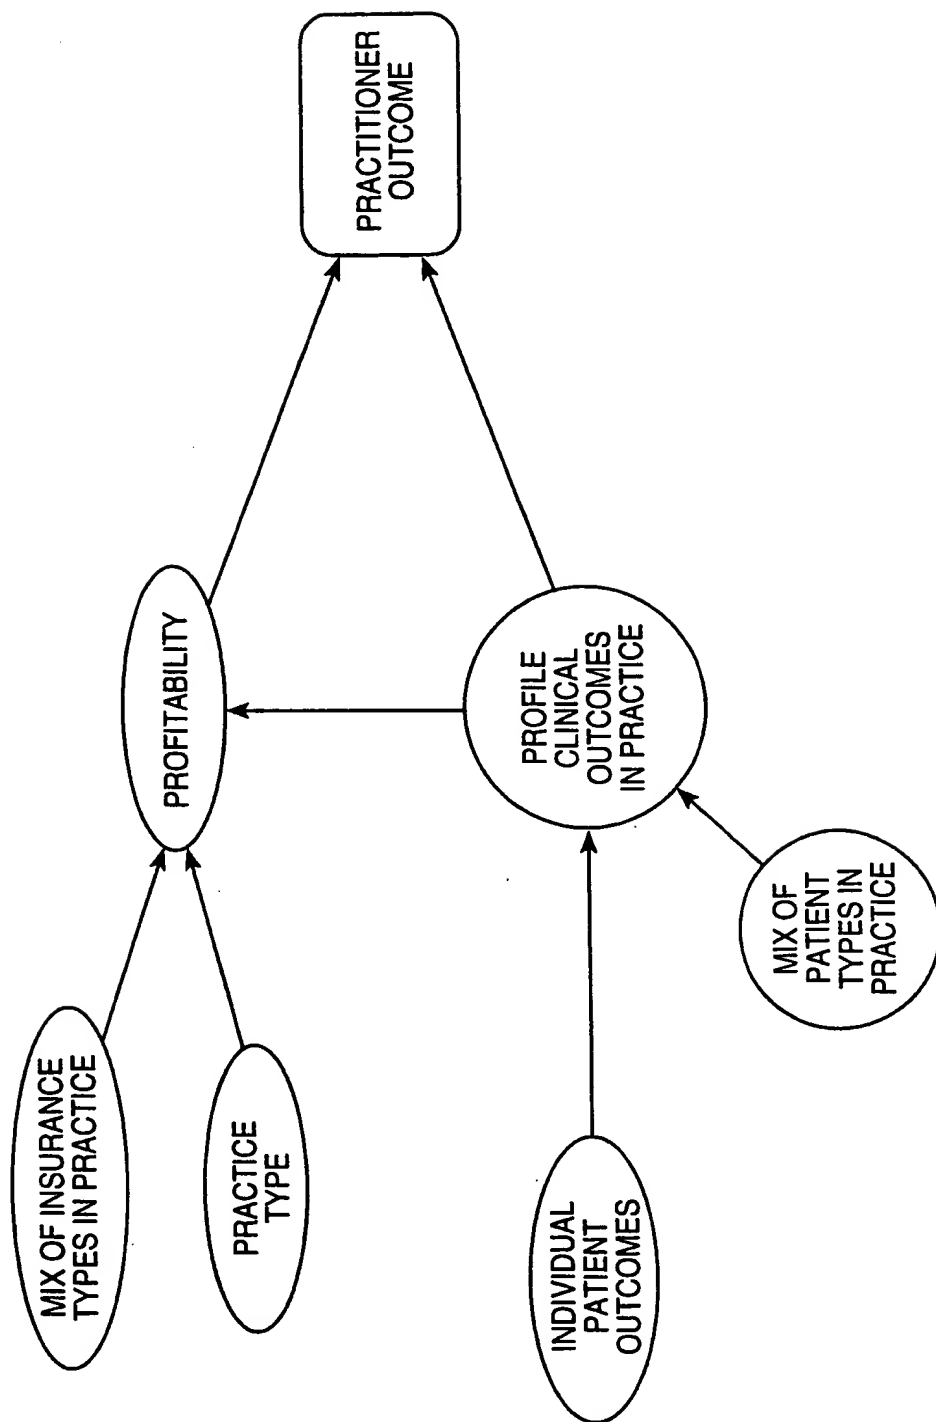 MIX OF INSURANCE
TYPES IN PRACTICE
PRACTICE
TYPE
PROFITABILITY
INDIVIDUAL
PATIENT
OUTCOMES
MIX OF
PATIENT
TYPES IN
PRACTICE
PROFILE
CLINICAL
OUTCOMES
IN PRACTICE
PRACTITIONER
OUTCOME